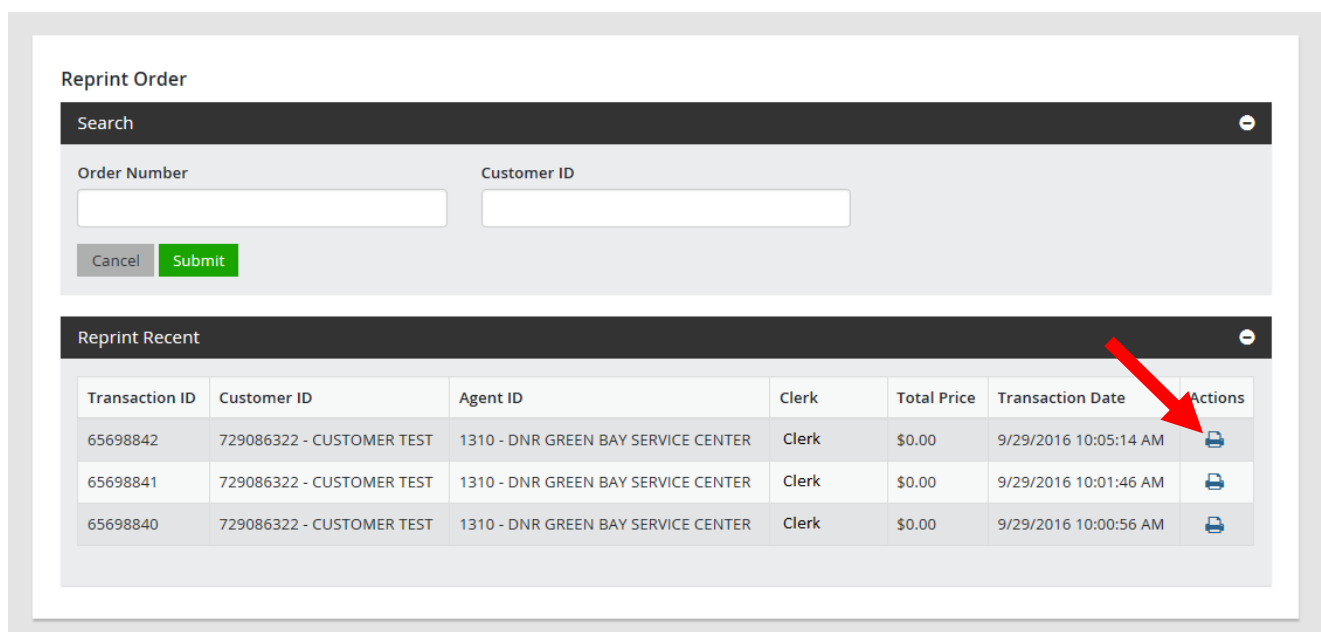 Reprint Order
Search
Order Number Customer ID
Cancel Submit
Reprint Recent
Transaction ID Customer ID Agent ID Clerk Total Price Transaction Date Actions
65698842 729086322 - CUSTOMER TEST 1310 - DNR GREEN BAY SERVICE CENTER Clerk $0.00 9/29/2016 10:05:14 AM
65698841 729086322 - CUSTOMER TEST 1310 - DNR GREEN BAY SERVICE CENTER Clerk $0.00 9/29/2016 10:01:46 AM
65698840 729086322 - CUSTOMER TEST 1310 - DNR GREEN BAY SERVICE CENTER Clerk $0.00 9/29/2016 10:00:56 AM